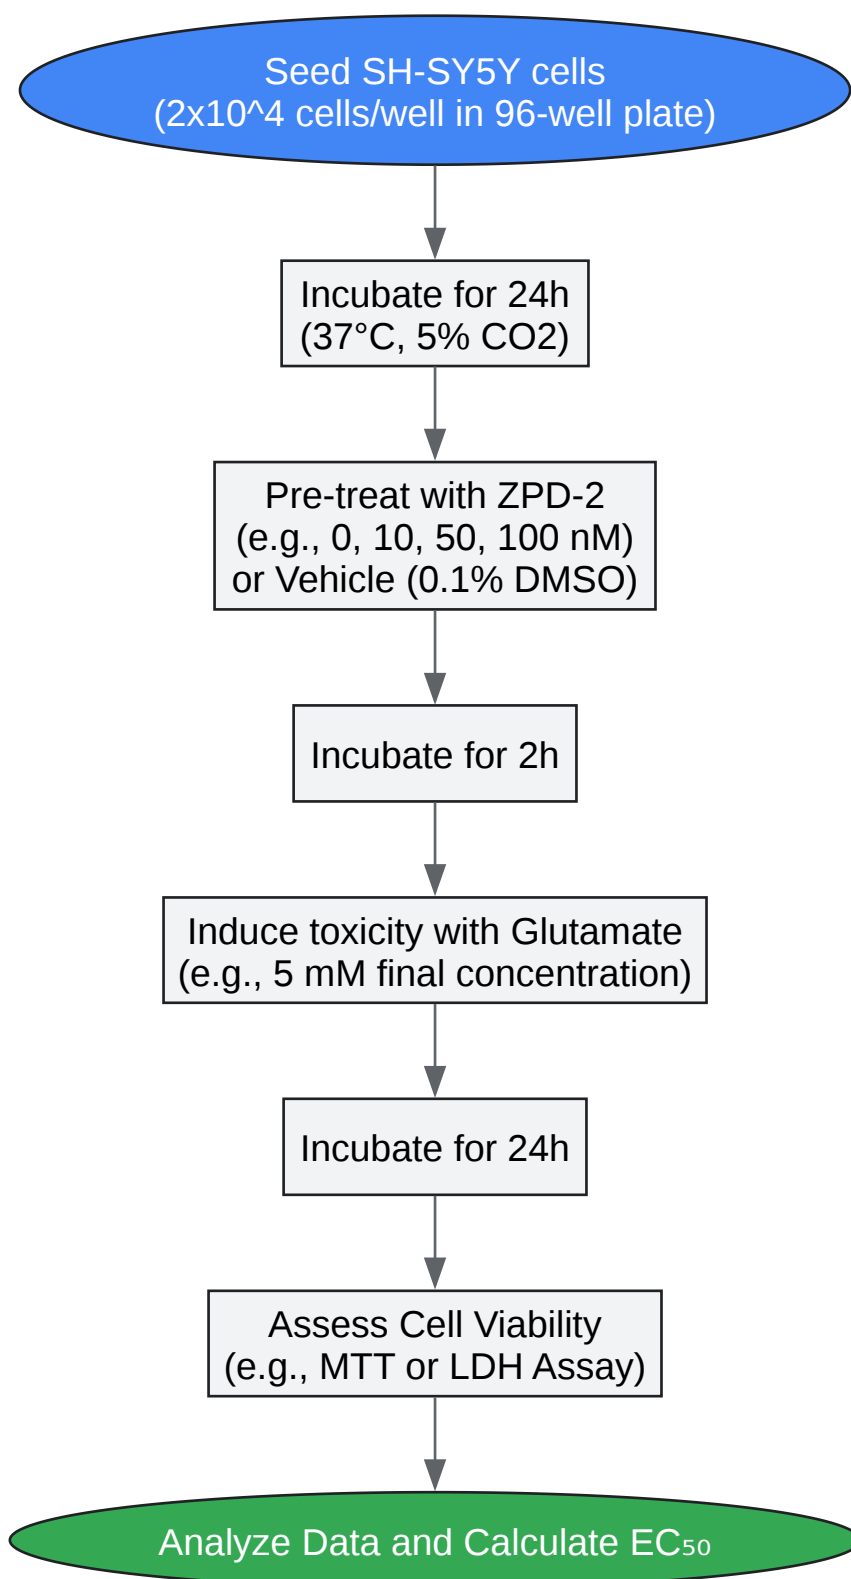 Seed SH-SY5Y cells
(2x10^4 cells/well in 96-well plate)
Incubate for 24h
(37°C, 5% CO2)
Pre-treat with ZPD-2
(e.g., 0, 10, 50, 100 nM)
or Vehicle (0.1% DMSO)
Incubate for 2h
Induce toxicity with Glutamate
(e.g., 5 mM final concentration)
Incubate for 24h
Assess Cell Viability
(e.g., MTT or LDH Assay)
Analyze Data and Calculate EC₅₀